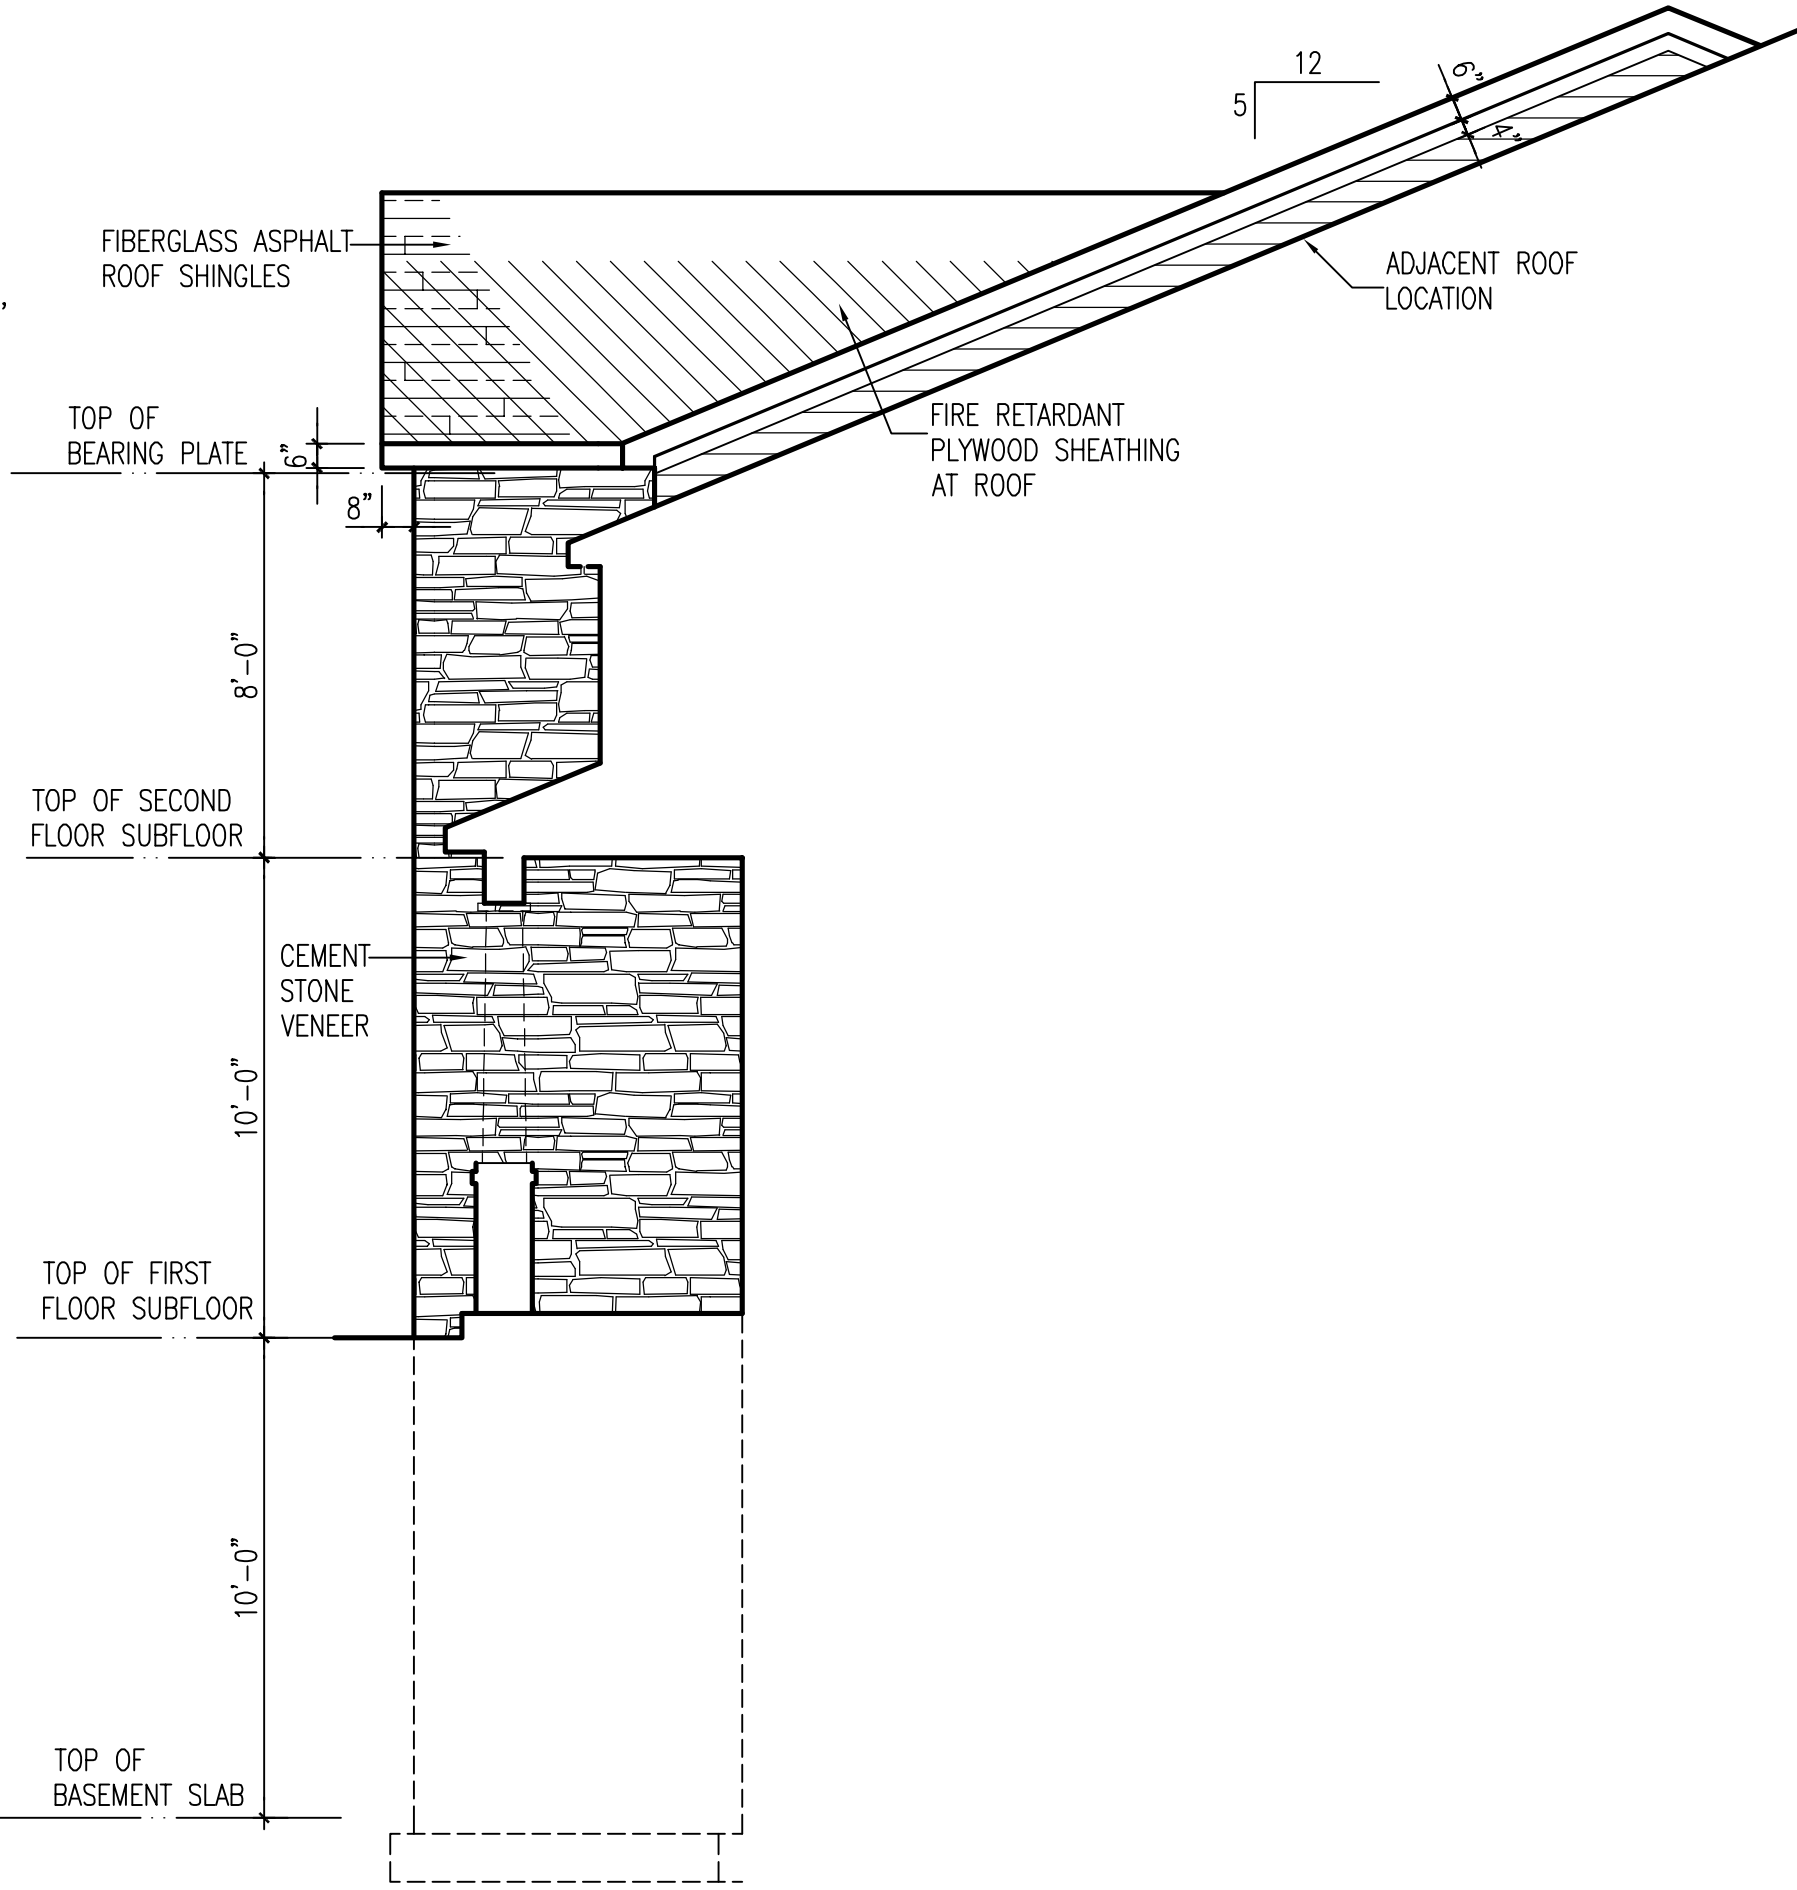 12
5
6"
4"
FIBERGLASS ASPHALT
ROOF SHINGLES
ADJACENT ROOF
LOCATION
TOP OF
BEARING PLATE
6"
FIRE RETARDANT
PLYWOOD SHEATHING
AT ROOF
8"
8'-0"
TOP OF SECOND
FLOOR SUBFLOOR
CEMENT
STONE
VENEER
10'-0"
TOP OF FIRST
FLOOR SUBFLOOR
10'-0"
TOP OF
BASEMENT SLAB